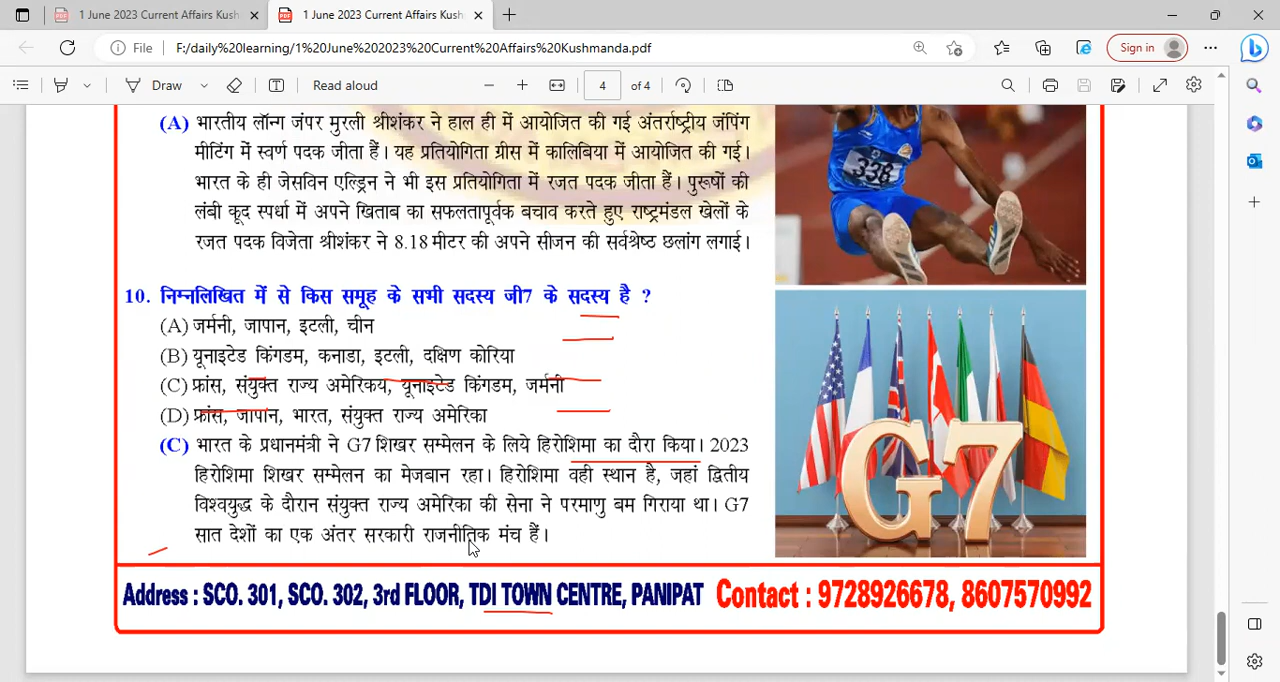 1 June 2023 Current Affairs Kush
1 June 2023 Current Affairs Kush
File
F:/daily%20learning/1%20June%20%2023%20Current%20Affairs%20Kushmanda.pdf
Sign in
Draw
Read aloud
4
of 4
(A) भारतीय लॉन्ग जंपर मुरली श्रीशंकर ने हाल ही में आयोजित की गई अंतर्राष्ट्रीय जंपिंग
मीटिंग में स्वर्ण पदक जीता हैं। यह प्रतियोगिता ग्रीस में कालिबिया में आयोजित की गई।
भारत के ही जेसविन एल्ड्रिन ने भी इस प्रतियोगिता में रजत पदक जीता हैं। पुरूषों की
लंबी कूद स्पर्धा में अपने खिताब का सफलतापूर्वक बचाव करते हुए राष्ट्रमंडल खेलों के
रजत पदक विजेता श्रीशंकर ने 8.18 मीटर की अपने सीजन की सर्वश्रेष्ठ छलांग लगाई।
338
10. निम्नलिखित में से किस समूह के सभी सदस्य जी7 के सदस्य है ?
(A) जर्मनी, जापान, इटली, चीन
(B) यूनाइटेड किंगडम, कनाडा, इटली, दक्षिण कोरिया
(C) फ्रांस, संयुक्त राज्य अमेरिकय, यूनाइटेड किंगडम, जर्मनी
(D) फ्रांस, जापान, भारत, संयुक्त राज्य अमेरिका
(C) भारत के प्रधानमंत्री ने G7 शिखर सम्मेलन के लिये हिरोशिमा का दौरा किया। 2023
हिरोशिमा शिखर सम्मेलन का मेजबान रहा। हिरोशिमा वही स्थान है, जहां द्वितीय
विश्वयुद्ध के दौरान संयुक्त राज्य अमेरिका की सेना ने परमाणु बम गिराया था। G7
सात देशों का एक अंतर सरकारी राजनीतिक मंच हैं।
G7
Address : SCO. 301, SCO. 302, 3rd FLOOR, TDI TOWN CENTRE, PANIPAT Contact : 9728926678, 8607570992